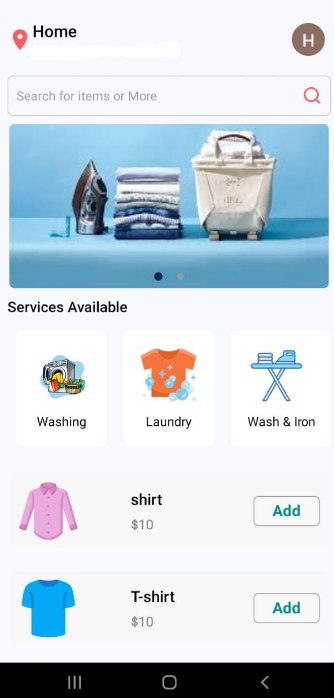 Home
H
Search for items or More
Services Available
Washing
Laundry
Wash & Iron
shirt
$10
Add
T-shirt
$10
Add